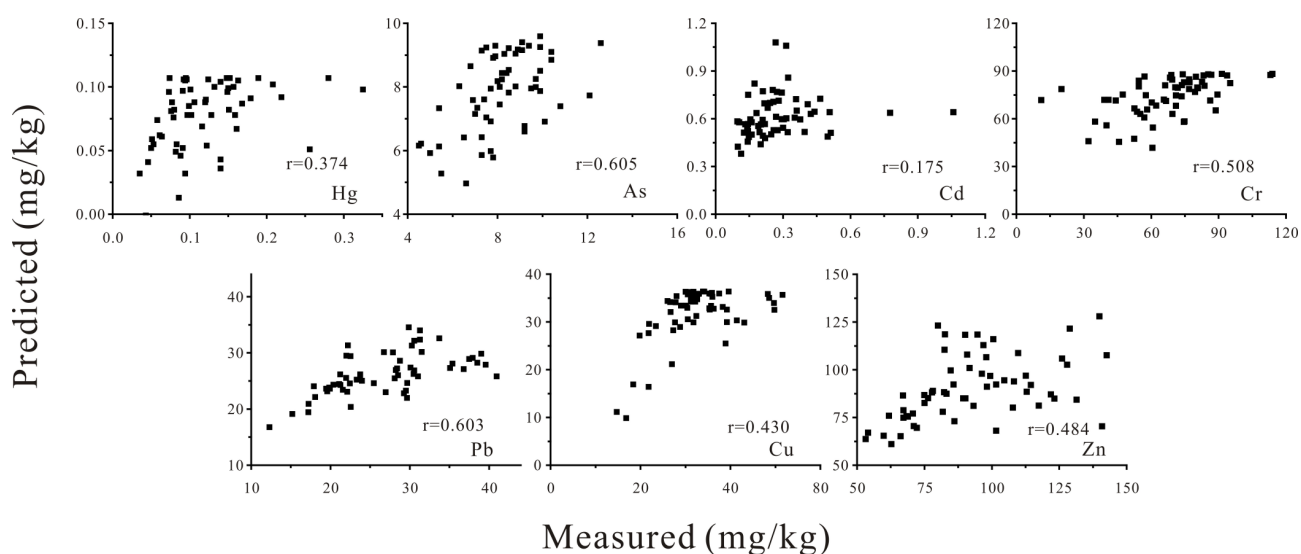 Predicted (mg/kg)
0.15
0.10
0.05
0.00
0.0 0.1 0.2 0.3
r=0.374
Hg
10
8
6
4
4 8 12 16
r=0.605
As
1.2
0.9
0.6
0.3
0.0
0.0 0.3 0.6 0.9 1.2
r=0.175
Cd
120
90
60
30
0
0 30 60 90 120
r=0.508
Cr
40
30
20
10
10 20 30 40
r=0.603
Pb
40
30
20
10
0
0 20 40 60 80
r=0.430
Cu
150
125
100
75
50
50 75 100 125 150
r=0.484
Zn
Measured (mg/kg)